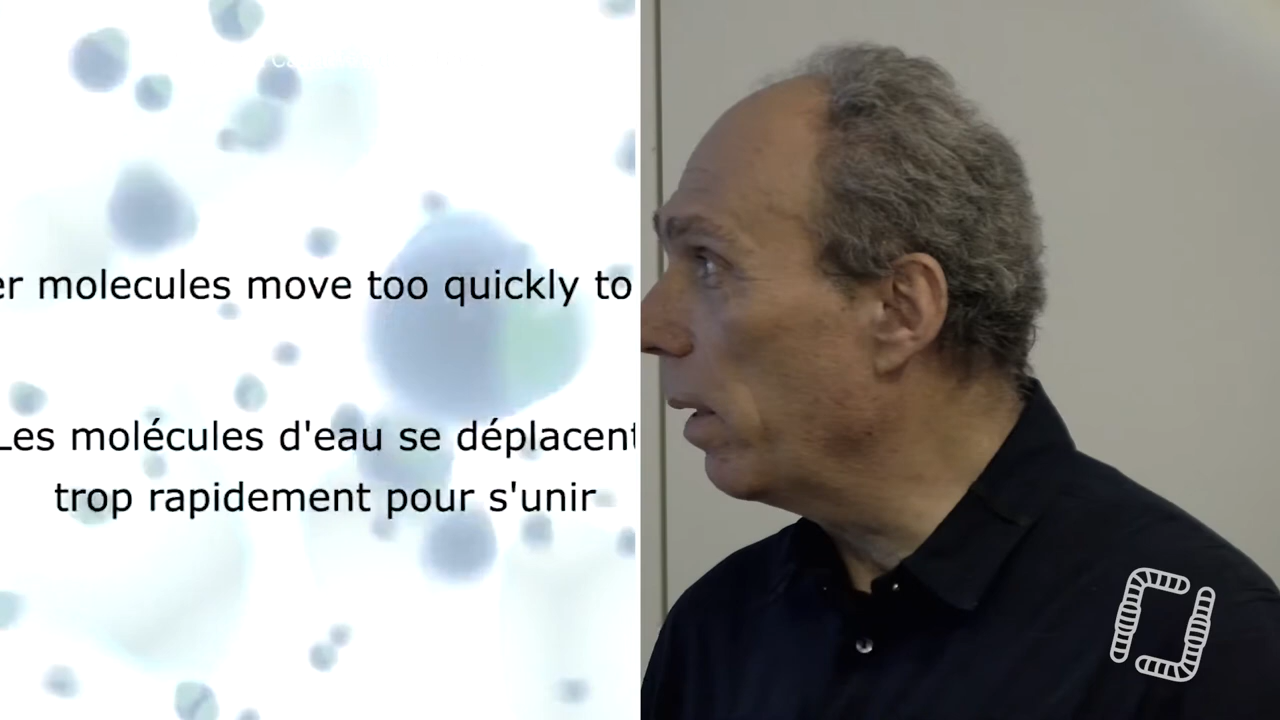 er molecules move too quickly to
Les molécules d'eau se déplacent
trop rapidement pour s'unir